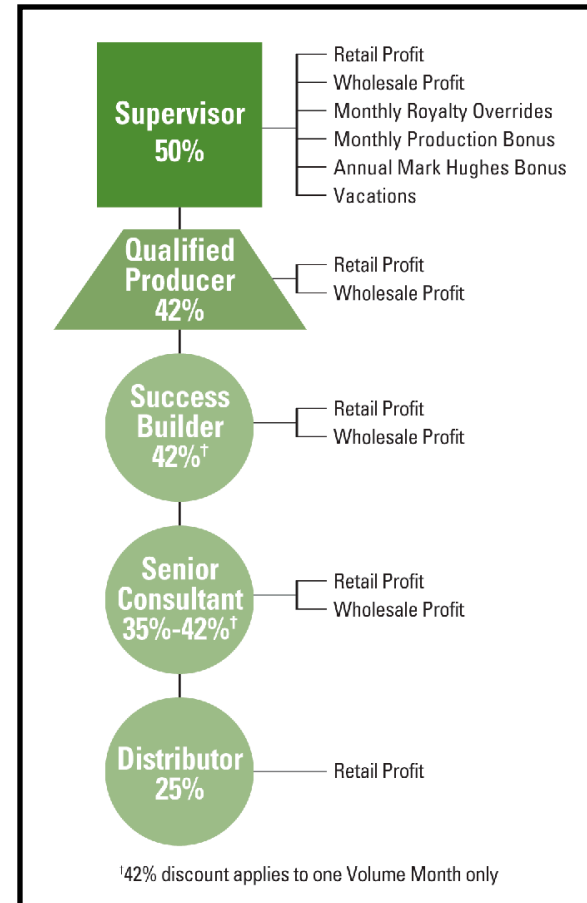 Supervisor
50%
Retail Profit
Wholesale Profit
Monthly Royalty Overrides
Monthly Production Bonus
Annual Mark Hughes Bonus
Vacations
Qualified
Producer
42%
Retail Profit
Wholesale Profit
Success
Builder
42%†
Retail Profit
Wholesale Profit
Senior
Consultant
35%-42%†
Retail Profit
Wholesale Profit
Distributor
25%
Retail Profit
†42% discount applies to one Volume Month only